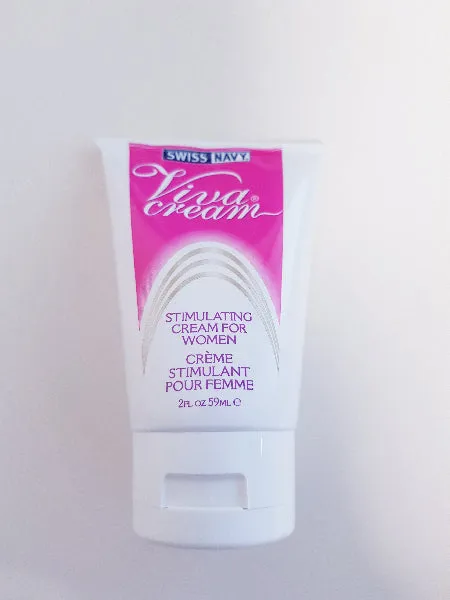 SWISS NAVY.
Viva
cream®
STIMULATING
CREAM FOR
WOMEN
CRÈME
STIMULANT
POUR FEMME
2FL OZ 59ML ℮